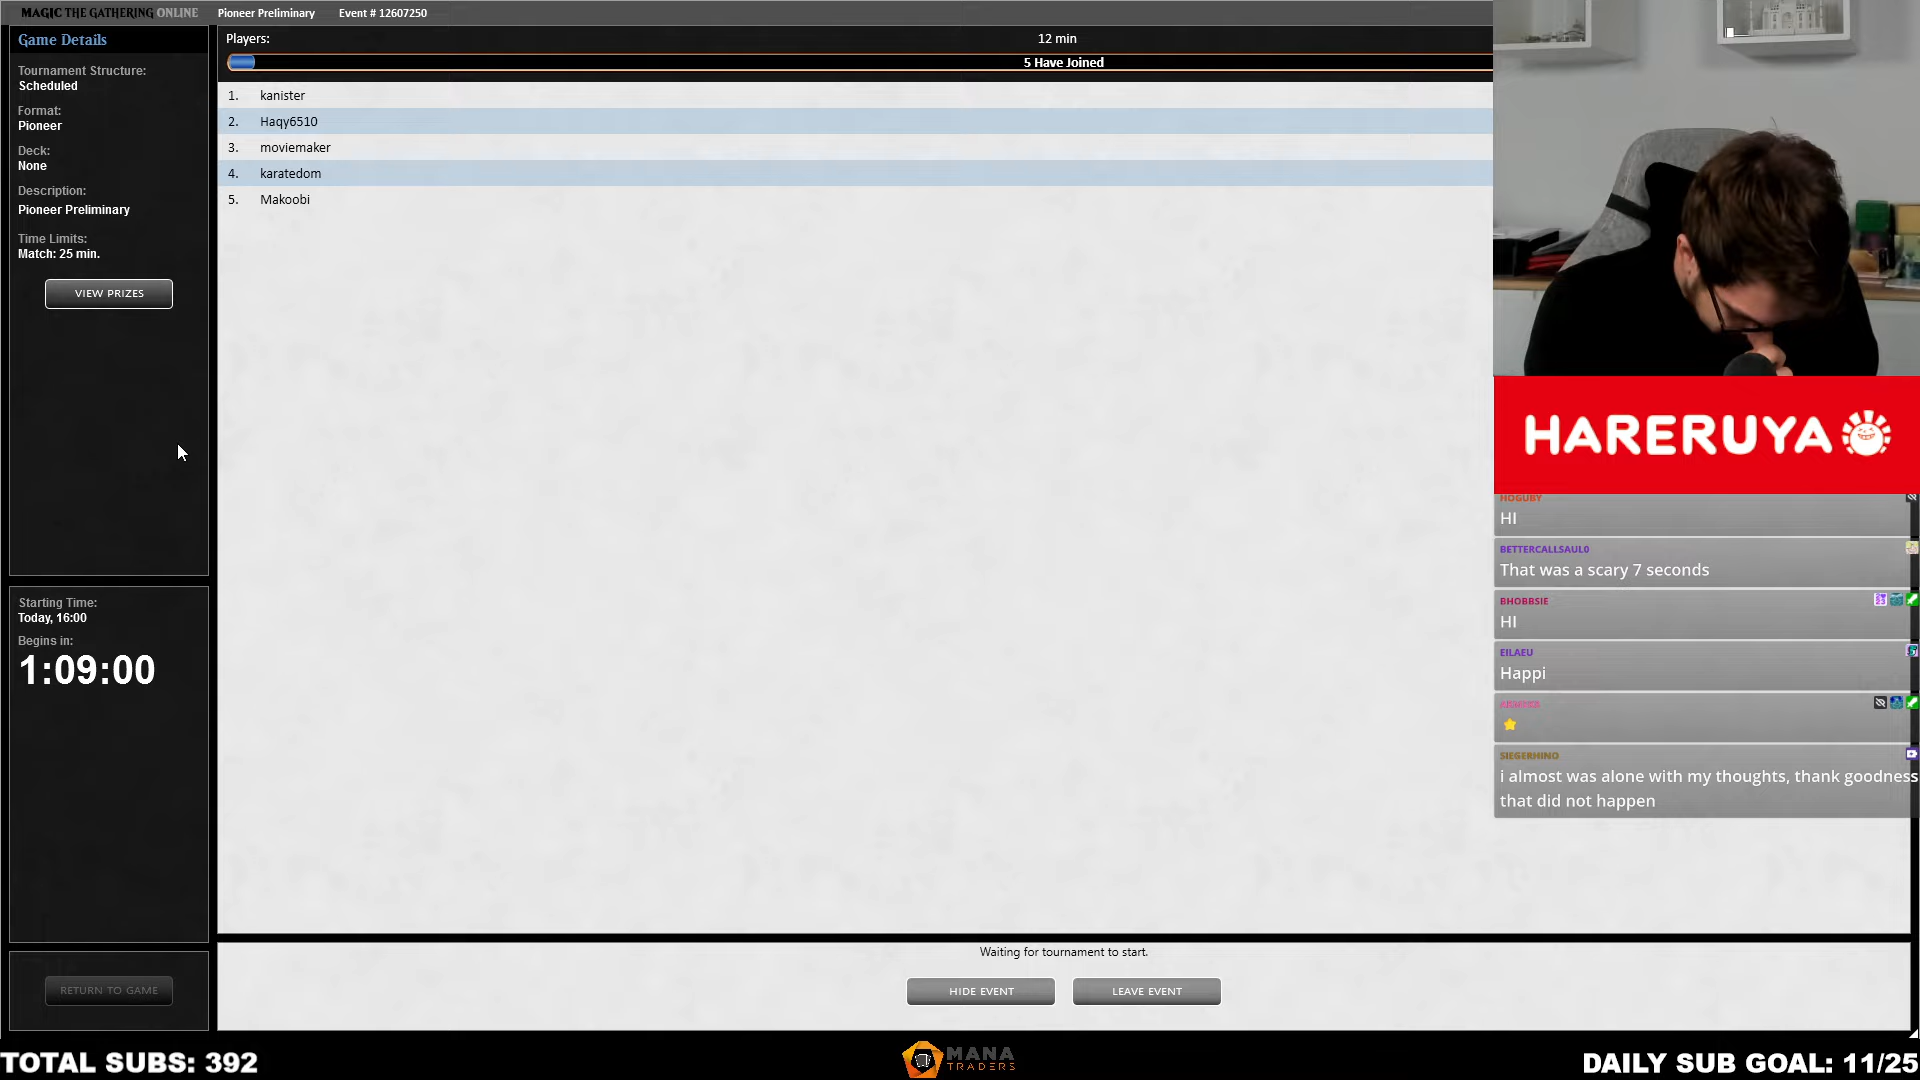 MAGIC THE GATHERING ONLINE
Pioneer Preliminary
Event # 12607250
Game Details
Tournament Structure:
Scheduled
Format:
Pioneer
Deck:
None
Description:
Pioneer Preliminary
Time Limits:
Match: 25 min.
VIEW PRIZES
Starting Time:
Today, 16:00
Begins in:
1:09:00
RETURN TO GAME
Players:
12 min
5 Have Joined
1. kanister
2. Haqy6510
3. moviemaker
4. karatedom
5. Makoobi
Waiting for tournament to start.
HIDE EVENT
LEAVE EVENT
HARERUYA
HOGUBY
HI
BETTERCALLSAUL0
That was a scary 7 seconds
BHOBBSIE
HI
EILAEU
Happi
SIEGERHINO
i almost was alone with my thoughts, thank goodness
that did not happen
TOTAL SUBS: 392
MANA
TRADERS
DAILY SUB GOAL: 11/25